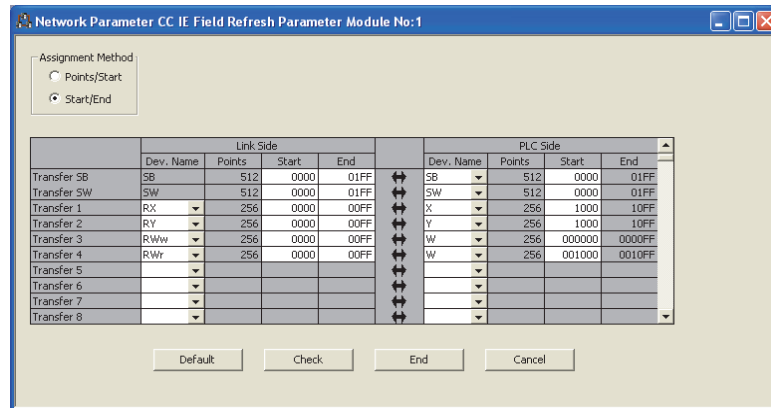 Network Parameter CC IE Field Refresh Parameter Module No:1
Assignment Method
Points/Start
Start/End
Link Side PLC Side
Dev. Name Points Start End Dev. Name Points Start End
Transfer SB SB 512 0000 01FF SB 512 0000 01FF
Transfer SW SW 512 0000 01FF SW 512 0000 01FF
Transfer 1 RX 256 0000 00FF X 256 1000 10FF
Transfer 2 RY 256 0000 00FF Y 256 1000 10FF
Transfer 3 RWw 256 0000 00FF W 256 000000 0000FF
Transfer 4 RWr 256 0000 00FF W 256 001000 0010FF
Transfer 5
Transfer 6
Transfer 7
Transfer 8
Default Check End Cancel